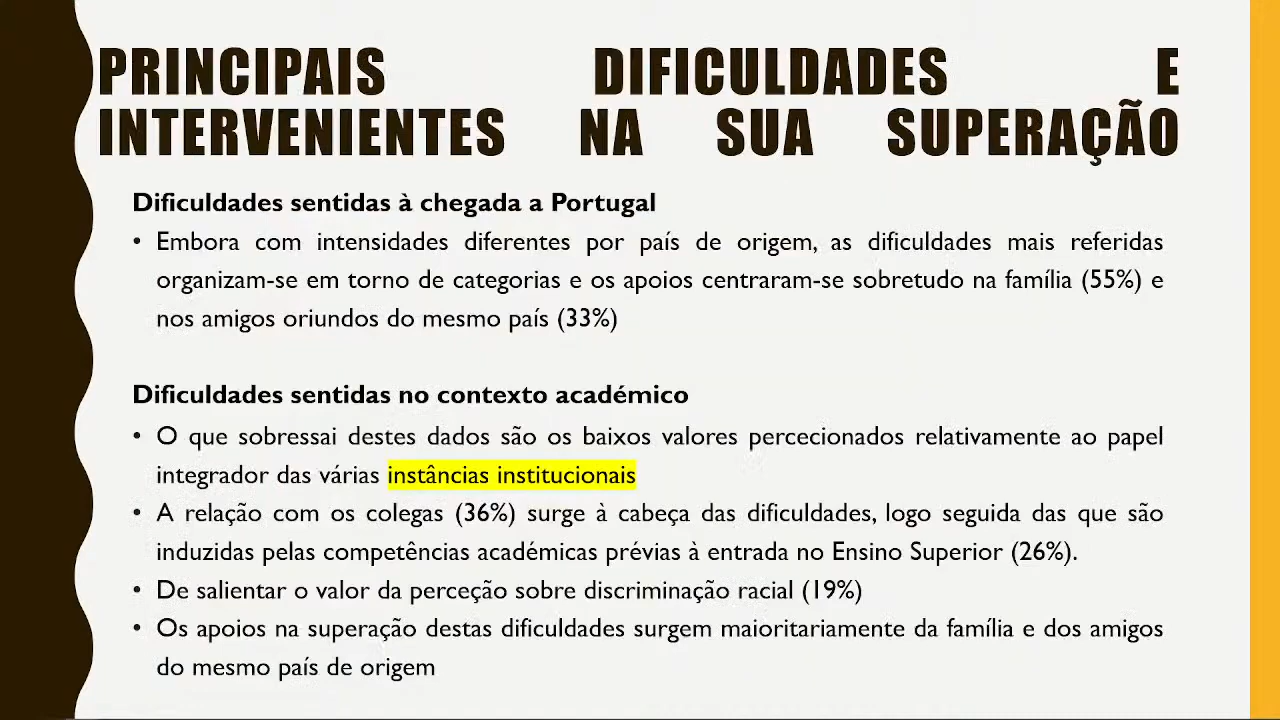 PRINCIPAIS DIFICULDADES E
INTERVENIENTES NA SUA SUPERAÇÃO
Dificuldades sentidas à chegada a Portugal
• Embora com intensidades diferentes por país de origem, as dificuldades mais referidas
organizam-se em torno de categorias e os apoios centraram-se sobretudo na família (55%) e
nos amigos oriundos do mesmo país (33%)
Dificuldades sentidas no contexto académico
• O que sobressai destes dados são os baixos valores percecionados relativamente ao papel
integrador das várias instâncias institucionais
• A relação com os colegas (36%) surge à cabeça das dificuldades, logo seguida das que são
induzidas pelas competências académicas prévias à entrada no Ensino Superior (26%).
• De salientar o valor da perceção sobre discriminação racial (19%)
• Os apoios na superação destas dificuldades surgem maioritariamente da família e dos amigos
do mesmo país de origem